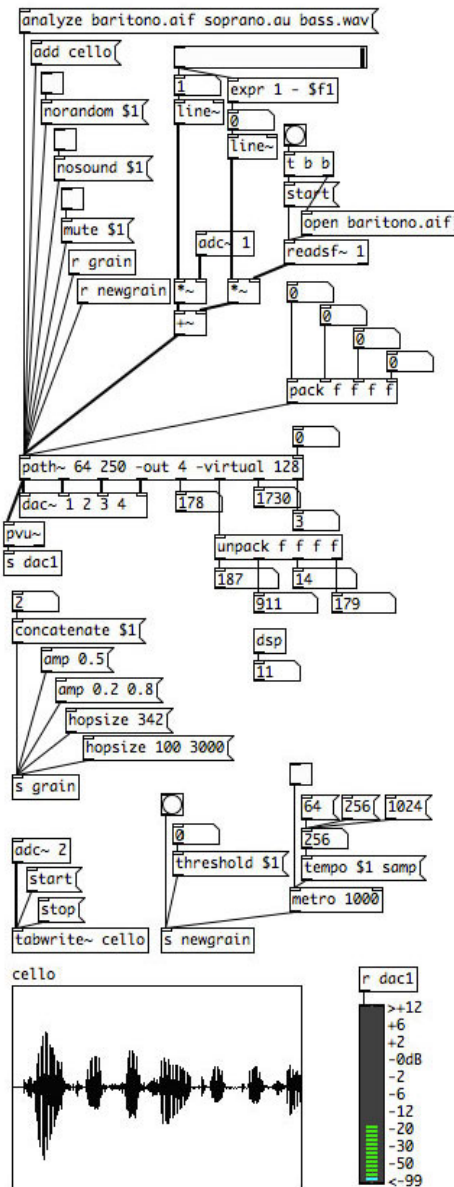 analyze baritono.aif soprano.au bass.wav
add cello
1
expr 1 - $f1
norandom $1
line~
0
line~
nosound $1
t b b
start
mute $1
adc~ 1
open baritono.aif
r grain
readsf~ 1
r newgrain
*~
*~
0
+~
0
0
0
pack f f f f
0
path~ 64 250 -out 4 -virtual 128
dac~ 1 2 3 4
178
1730
3
pvu~
unpack f f f f
s dac1
187
14
911
179
2
concatenate $1
dsp
amp 0.5
11
amp 0.2 0.8
hopsize 342
hopsize 100 3000
s grain
64
256
1024
0
256
adc~ 2
threshold $1
tempo $1 samp
start
metro 1000
stop
tabwrite~ cello
s newgrain
cello
r dac1
>+12
+6
+2
-0dB
-2
-6
-12
-20
-30
-50
<-99